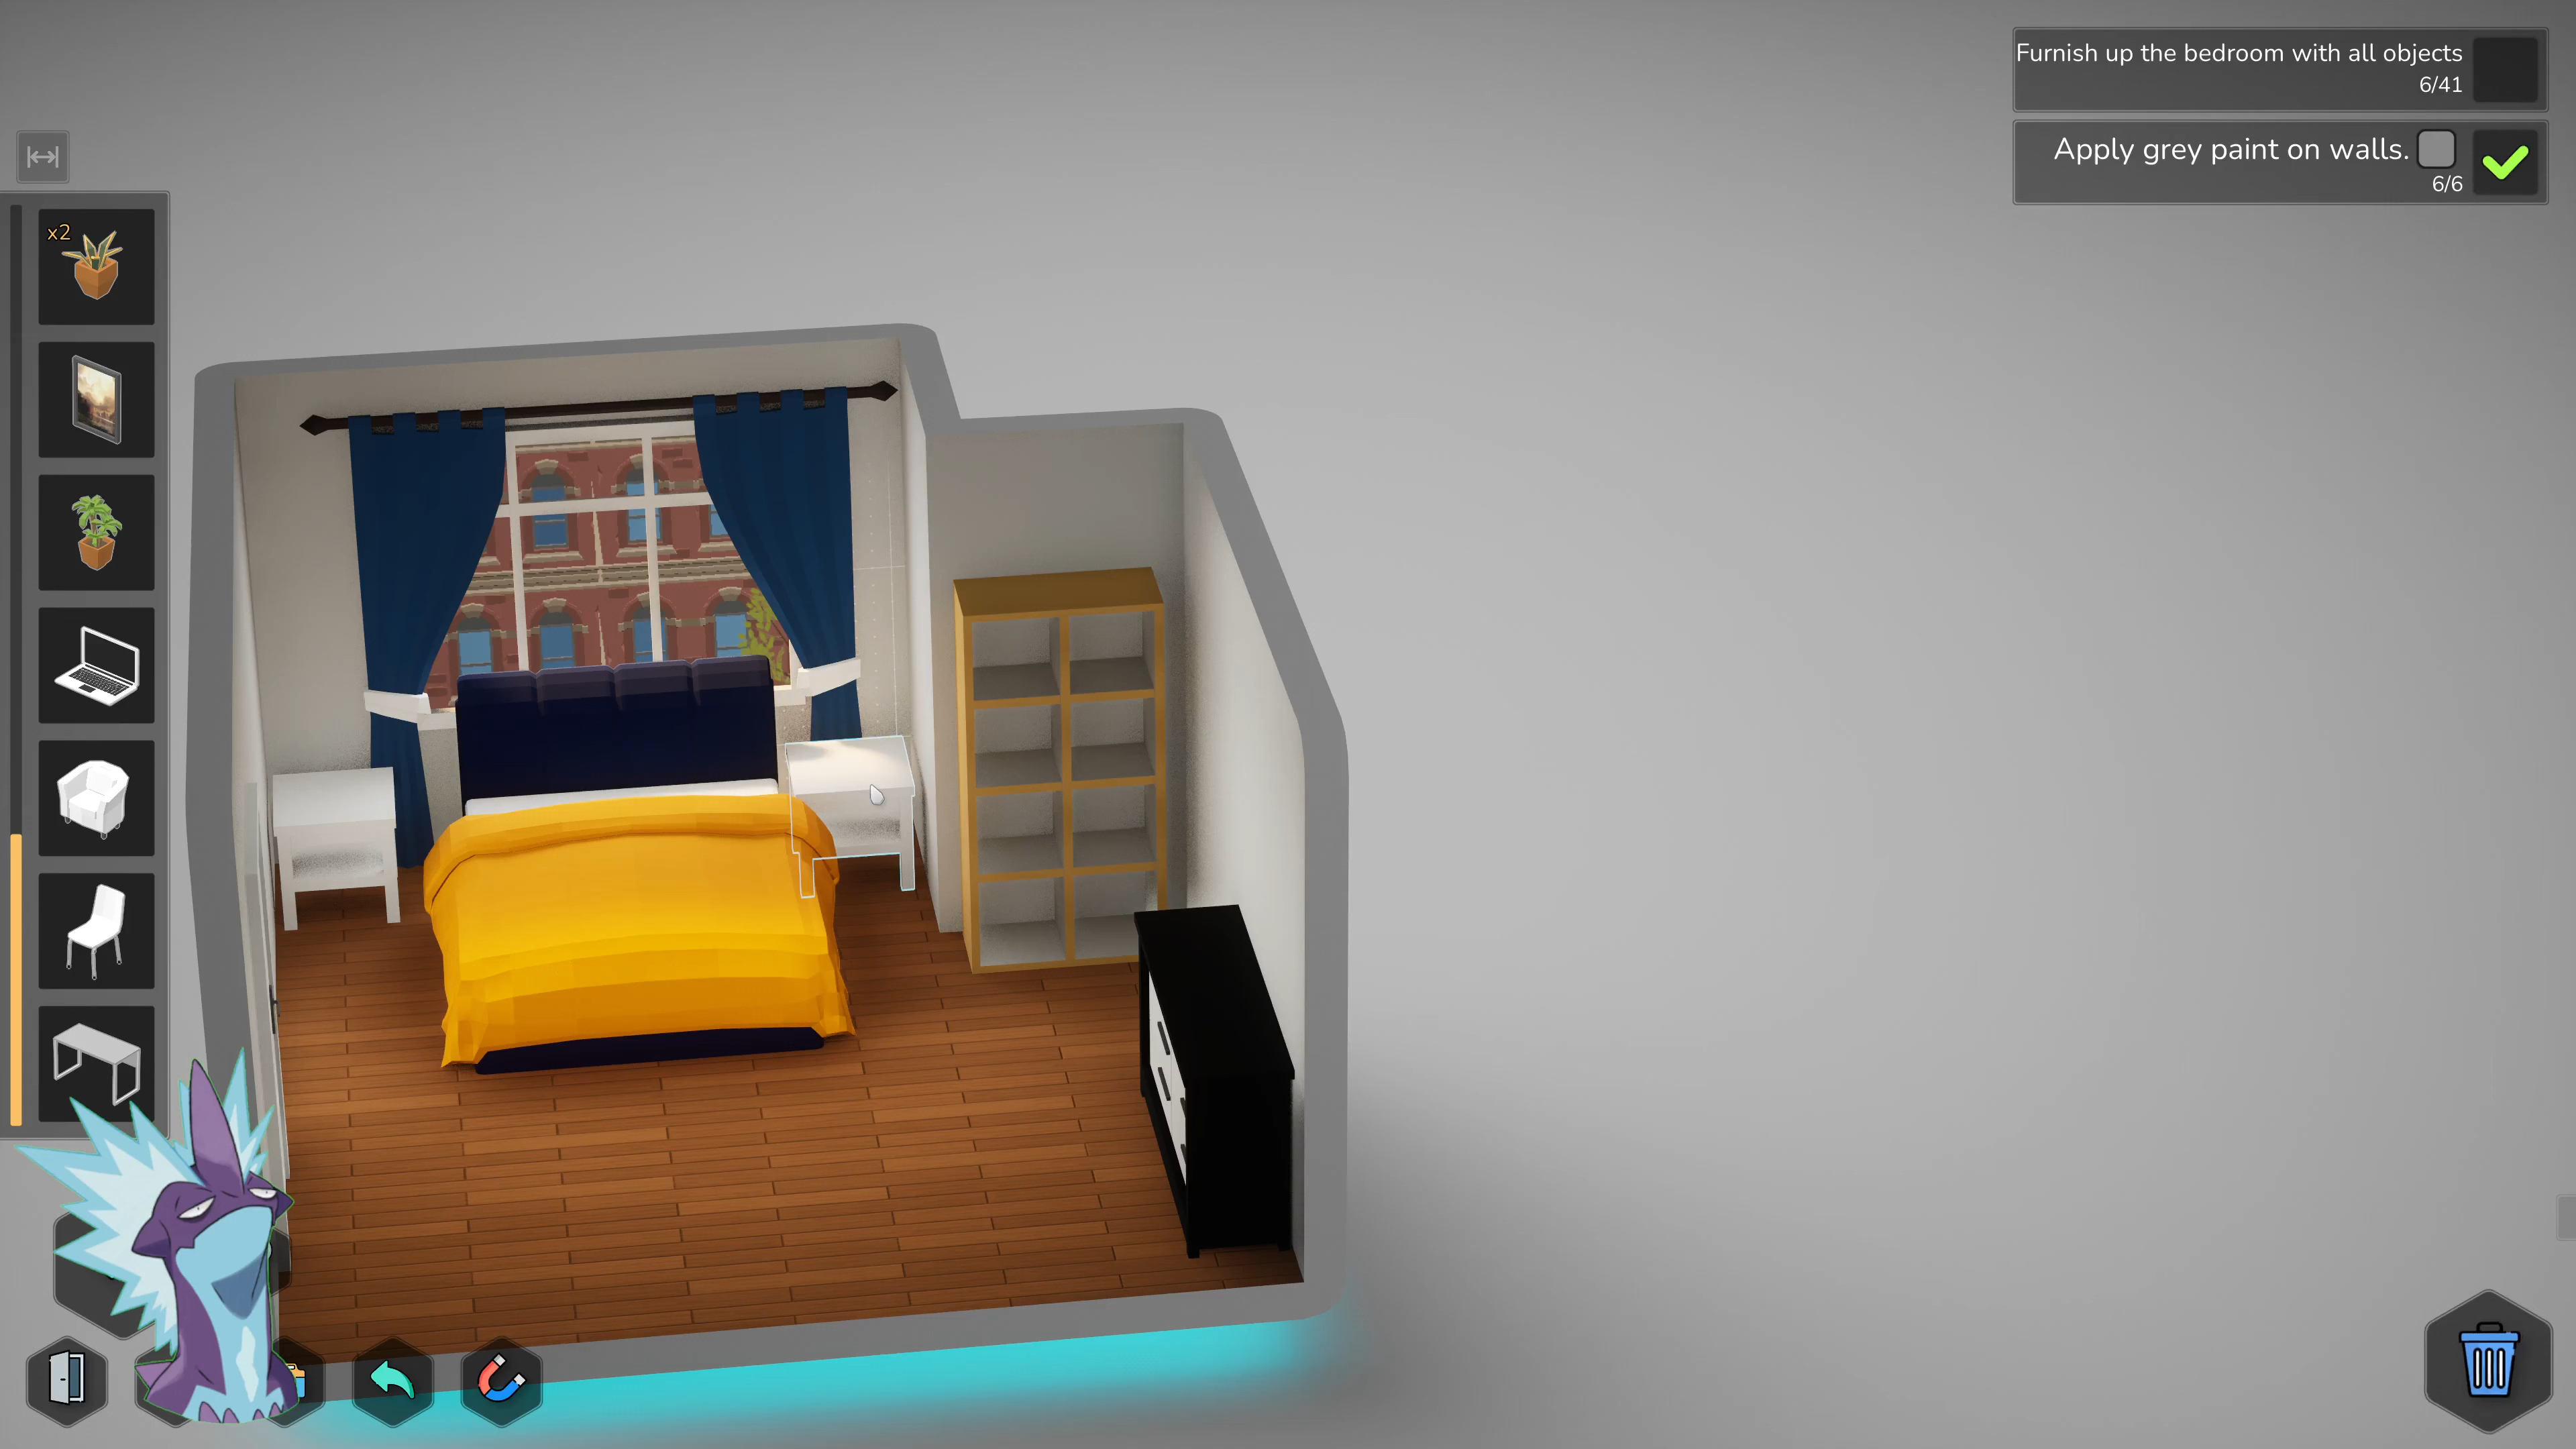 Furnish up the bedroom with all objects
6/41
Apply grey paint on walls.
6/6
x2